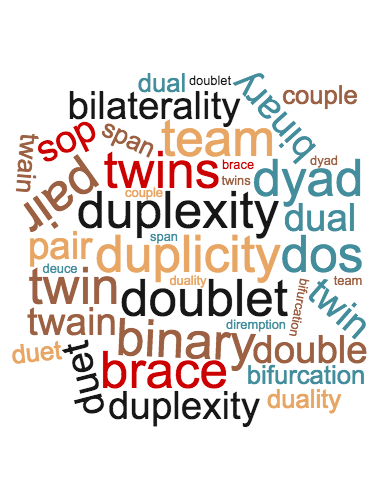 dual doublet
binary
couple
bilaterality
sop
span
team
twain
twins
brace
dyad
pair
couple
twins
dyad
duplexity
dual
pair
span
duplicity
dos
deuce
twin
duality
bifurcation
team
doublet
twin
twain
binary
diremption
double
duet
duet
brace
bifurcation
duplexity
duality